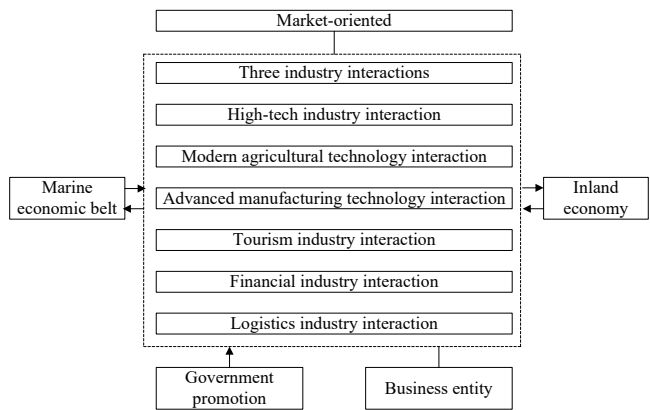 Market-oriented
Three industry interactions
High-tech industry interaction
Modern agricultural technology interaction
Marine
economic belt
Advanced manufacturing technology interaction
Inland
economy
Tourism industry interaction
Financial industry interaction
Logistics industry interaction
Government
promotion
Business entity